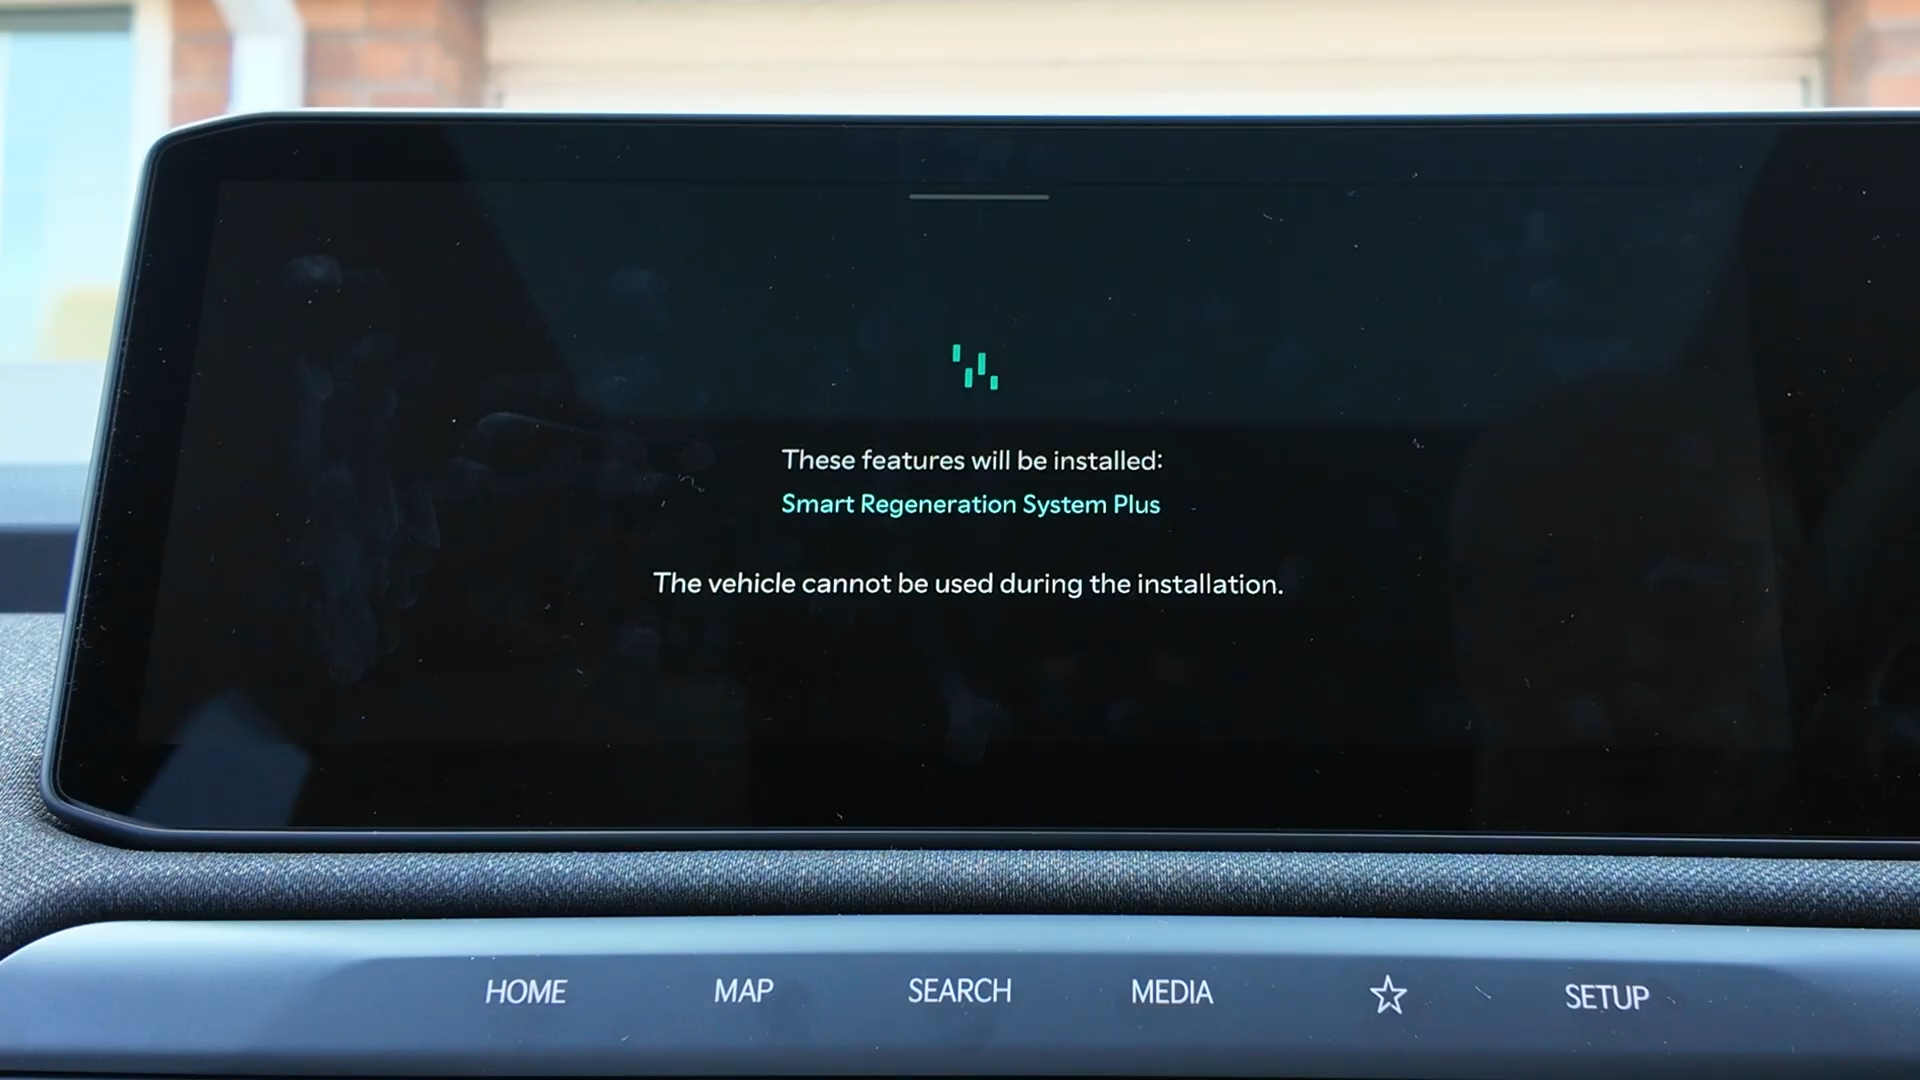 These features will be installed:
Smart Regeneration System Plus
The vehicle cannot be used during the installation.
HOME MAP SEARCH MEDIA SETUP